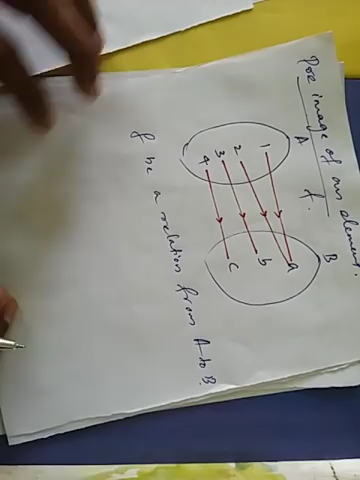 Pre image of an element.
A f. B
1 a
2 b
3 c
4
f be a relation from A to B.